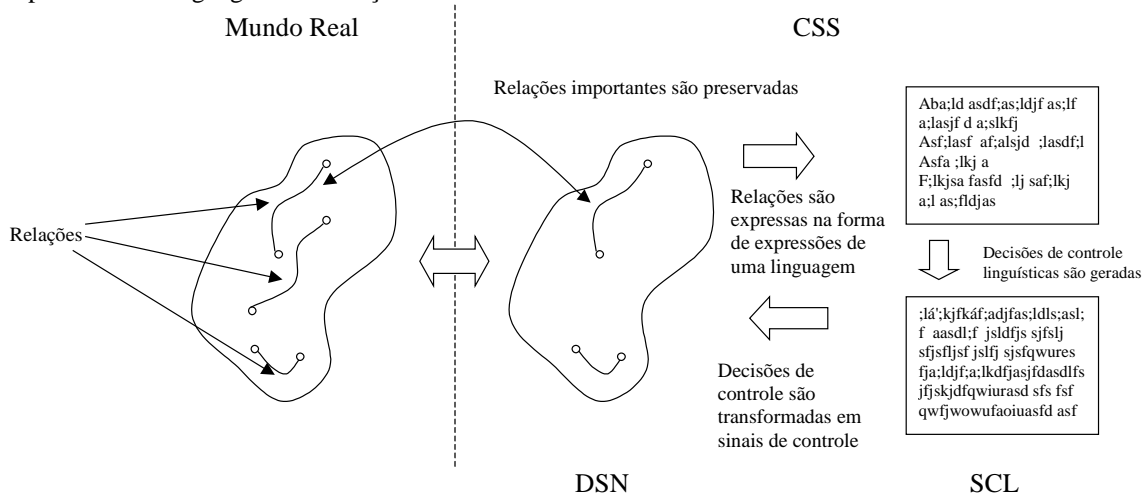 Mundo Real
CSS
Relações importantes são preservadas
Aba;ld asdf;as;ldjf as;lf
a;lasjf d a;slkfj
Asf;lasf af;alsjd ;lasdf;l
Asfa ;lkj a
F;lkjsa fasfd ;lj saf;lkj
a;l as;fldjas
Relações
Relações são
expressas na forma
de expressões de
uma linguagem
Decisões de controle
linguísticas são geradas
;lá';kjfkáf;adjfas;ldls;asl;
f aasdl;f jsldfjs sjfslj
sfjsfljsf jslfj sjsfqwures
fja;ldjf;a;lkdfjasjfdasdlfs
jfjskjdfqwiurasd sfs fsf
qwfjwowufaoiuasfd asf
Decisões de
controle são
transformadas em
sinais de controle
DSN
SCL